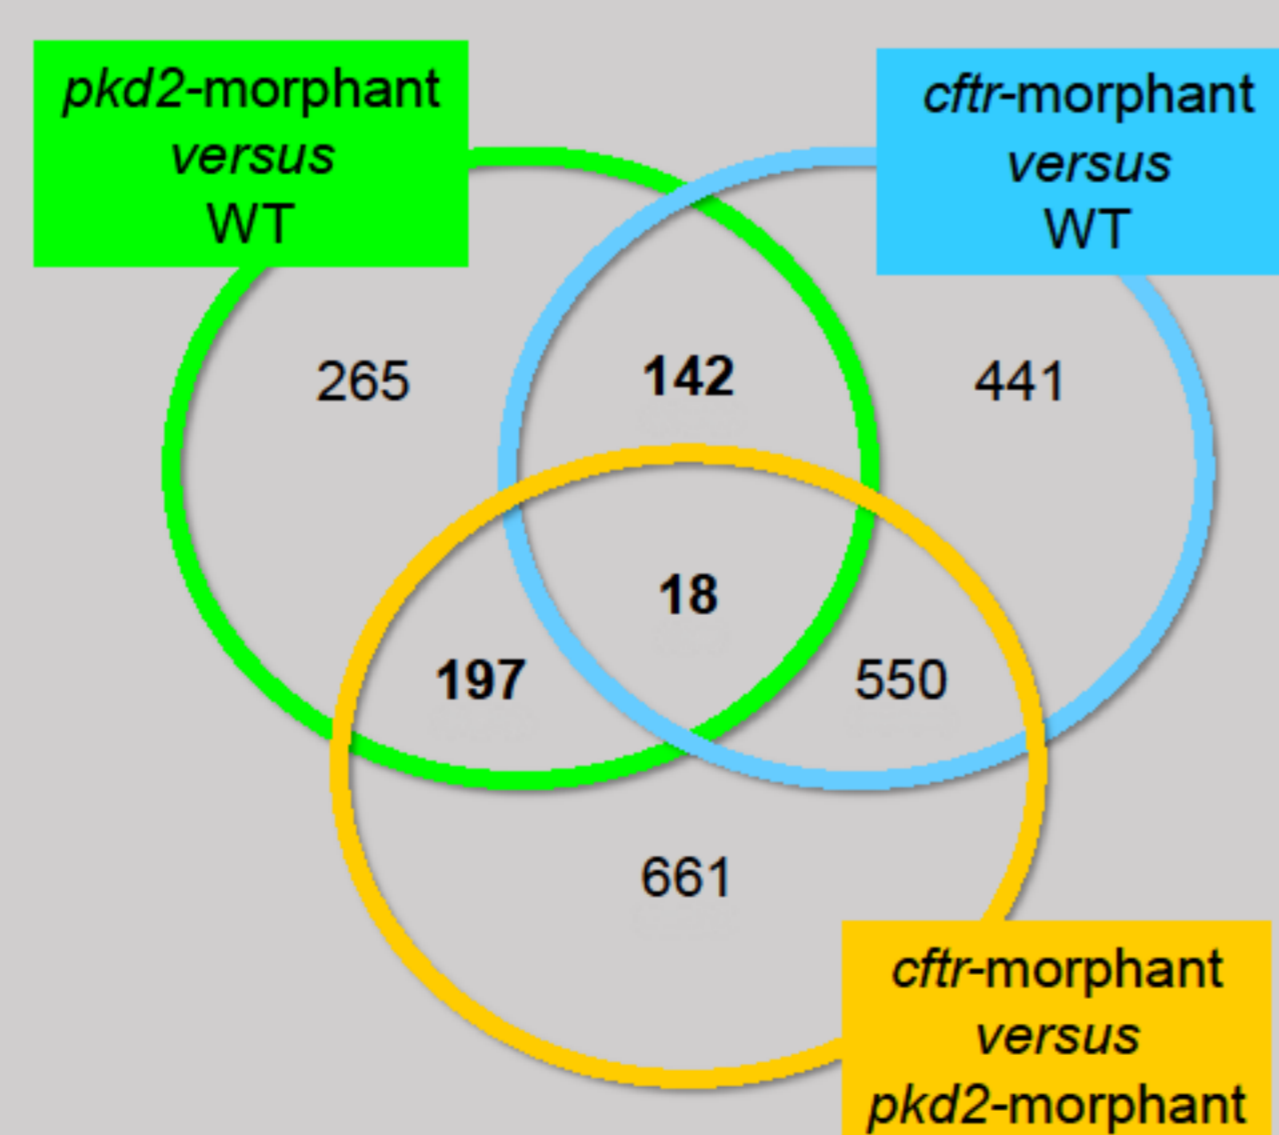 pkd2-morphant
versus
WT
cftr-morphant
versus
WT
265
142
441
18
197
550
661
cftr-morphant
versus
pkd2-morphant